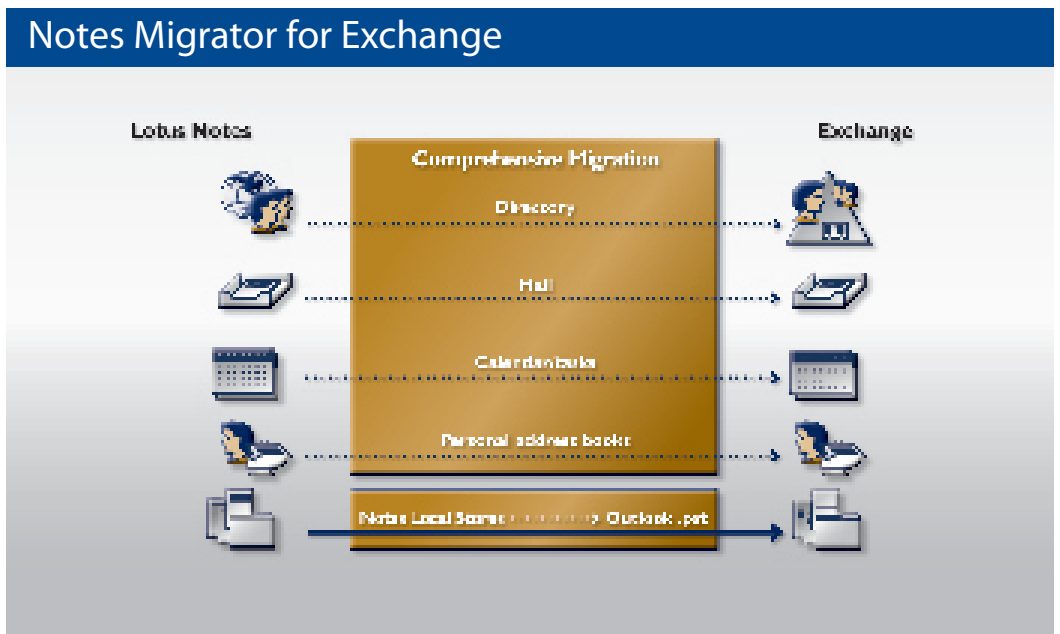 Notes Migrator for Exchange
Lotus Notes
Exchange
Comprehensive Migration
Directory
Mail
Calendar/tasks
Personal address books
Notes Local Stores Outlook .pst